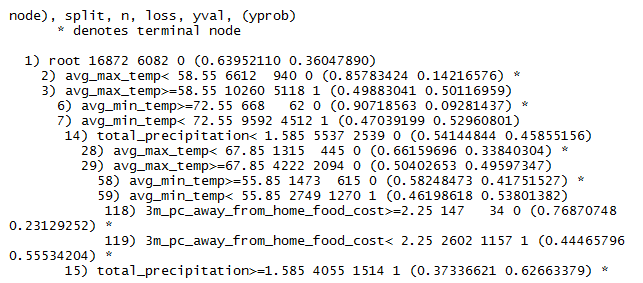 node), split, n, loss, yval, (yprob)
      * denotes terminal node

  1) root 16872 6082 0 (0.63952110 0.36047890)
    2) avg_max_temp< 58.55 6612  940 0 (0.85783424 0.14216576) *
    3) avg_max_temp>=58.55 10260 5118 1 (0.49883041 0.50116959)
      6) avg_min_temp>=72.55 668   62 0 (0.90718563 0.09281437) *
      7) avg_min_temp< 72.55 9592 4512 1 (0.47039199 0.52960801)
       14) total_precipitation< 1.585 5537 2539 0 (0.54144844 0.45855156)
         28) avg_max_temp< 67.85 1315  445 0 (0.66159696 0.33840304) *
         29) avg_max_temp>=67.85 4222 2094 0 (0.50402653 0.49597347)
           58) avg_min_temp>=55.85 1473  615 0 (0.58248473 0.41751527) *
           59) avg_min_temp< 55.85 2749 1270 1 (0.46198618 0.53801382)
            118) 3m_pc_away_from_home_food_cost>=2.25 147   34 0 (0.76870748
0.23129252) *
            119) 3m_pc_away_from_home_food_cost< 2.25 2602 1157 1 (0.44465796
0.55534204) *
       15) total_precipitation>=1.585 4055 1514 1 (0.37336621 0.62663379) *